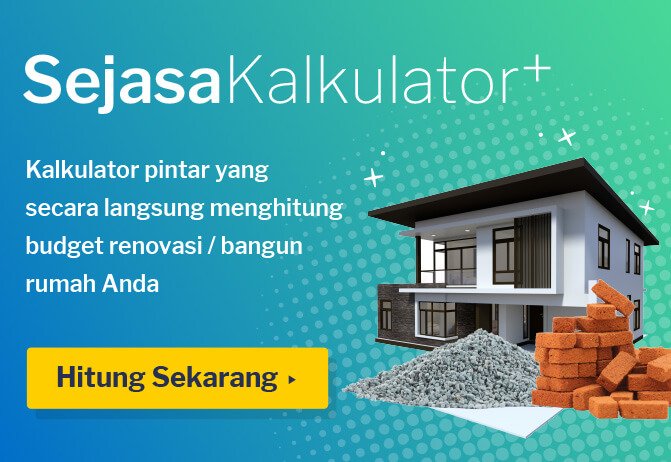 SejasaKalkulator+
Kalkulator pintar yang
secara langsung menghitung
budget renovasi / bangun
rumah Anda
Hitung Sekarang